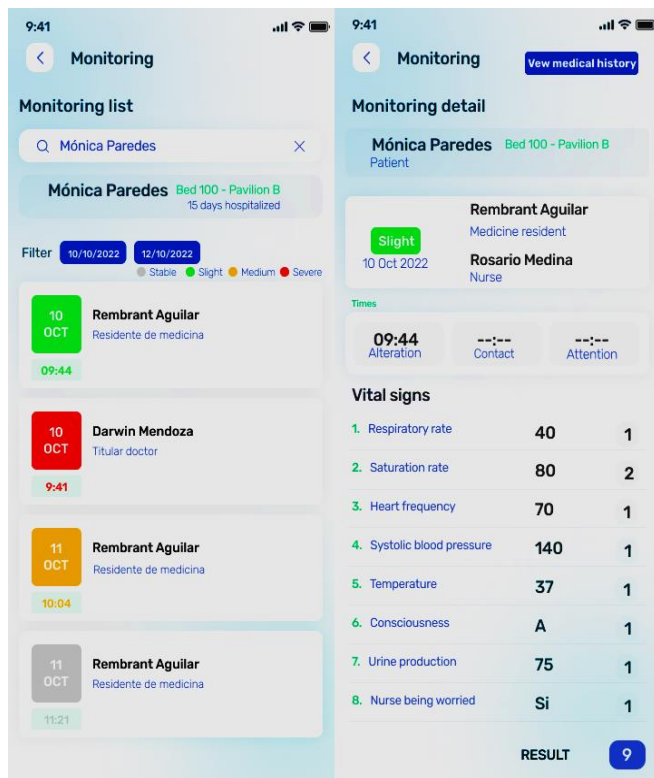 9:41
Monitoring
Monitoring list
Mónica Paredes
Mónica Paredes Bed 100 - Pavilion B
15 days hospitalized
Filter 10/10/2022 12/10/2022
Stable Slight Medium Severe
10 OCT
Rembrant Aguilar
Residente de medicina
09:44
10 OCT
Darwin Mendoza
Titular doctor
9:41
11 OCT
Rembrant Aguilar
Residente de medicina
10:04
11 OCT
Rembrant Aguilar
Residente de medicina
11:21
9:41
Monitoring
Vew medical history
Monitoring detail
Mónica Paredes Bed 100 - Pavilion B
Patient
Slight
10 Oct 2022
Rembrant Aguilar
Medicine resident
Rosario Medina
Nurse
Times
09:44 --:-- --:--
Alteration Contact Attention
Vital signs
1. Respiratory rate 40 1
2. Saturation rate 80 2
3. Heart frequency 70 1
4. Systolic blood pressure 140 1
5. Temperature 37 1
6. Consciousness A 1
7. Urine production 75 1
8. Nurse being worried Si 1
RESULT 9